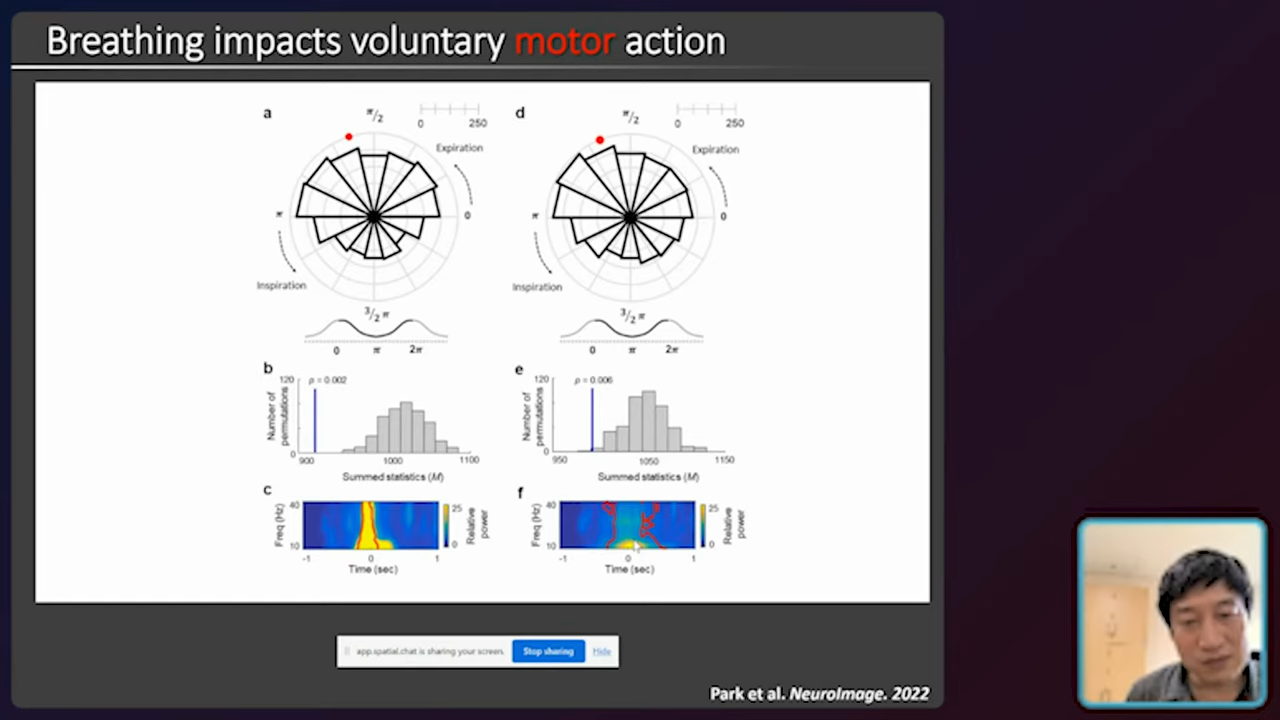 Breathing impacts voluntary motor action
a
π/2
0 250
Expiration
π
0
Inspiration
3/2 π
0 π 2π
d
π/2
0 250
Expiration
π
0
Inspiration
3/2 π
0 π 2π
b
120
p = 0.002
Number of
permutations
0
900 1000 1100
Summed statistics (M)
e
120
p = 0.006
Number of
permutations
0
950 1050 1150
Summed statistics (M)
c
40
Freq (Hz)
10
-1 0 1
Time (sec)
25
0
Relative
power
f
40
Freq (Hz)
10
-1 0 1
Time (sec)
25
0
Relative
power
app.spatial.chat is sharing your screen. Stop sharing Hide
Park et al. NeuroImage. 2022